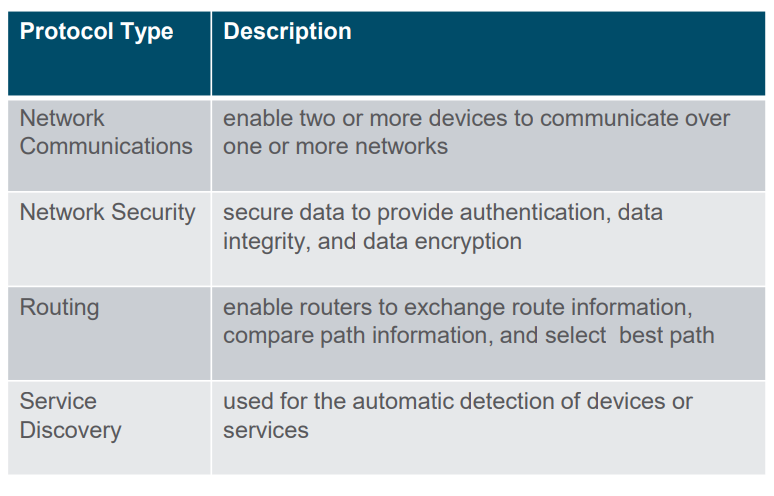 Protocol Type
Description
Network
Communications
enable two or more devices to communicate over
one or more networks
Network Security
secure data to provide authentication, data
integrity, and data encryption
Routing
enable routers to exchange route information,
compare path information, and select  best path
Service
Discovery
used for the automatic detection of devices or
services